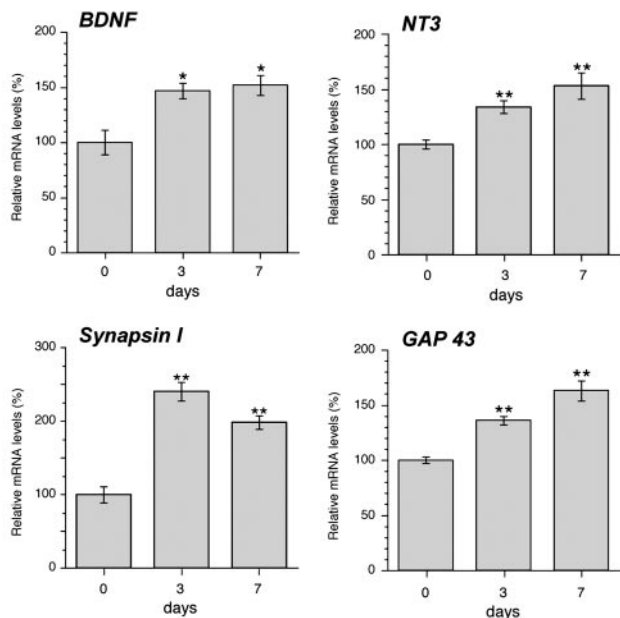 BDNF
Relative mRNA levels (%)
200
150
100
50
0
*
*
0 3 7
days
NT3
Relative mRNA levels (%)
200
150
100
50
0
**
**
0 3 7
days
Synapsin I
Relative mRNA levels (%)
300
200
100
0
**
**
0 3 7
days
GAP 43
Relative mRNA levels (%)
200
150
100
50
0
**
**
0 3 7
days